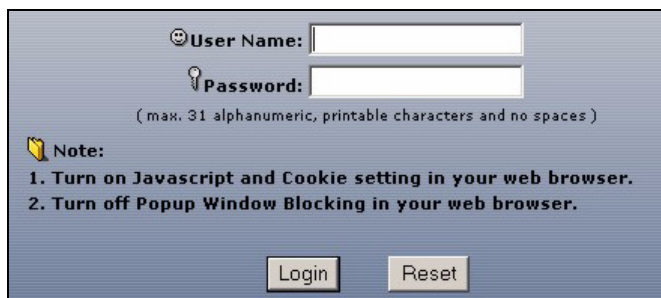 User Name:
Password:
( max. 31 alphanumeric, printable characters and no spaces )
Note:
1. Turn on Javascript and Cookie setting in your web browser.
2. Turn off Popup Window Blocking in your web browser.
Login Reset